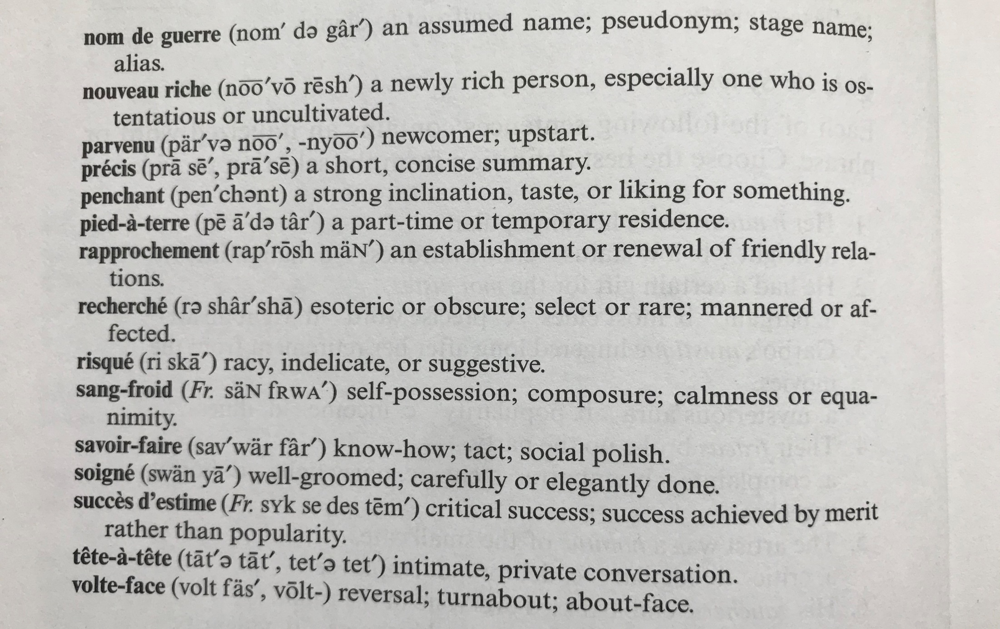 nom de guerre (nom′ də gâr′) an assumed name; pseudonym; stage name;
alias.
nouveau riche (no͞o′vō rēsh′) a newly rich person, especially one who is os-
tentatious or uncultivated.
parvenu (pär′və no͞o′, -nyo͞o′) newcomer; upstart.
précis (prā sē′, prā′sē) a short, concise summary.
penchant (pen′chənt) a strong inclination, taste, or liking for something.
pied-à-terre (pē ā′də târ′) a part-time or temporary residence.
rapprochement (rap′rōsh mäɴ′) an establishment or renewal of friendly rela-
tions.
recherché (rə shâr′shā) esoteric or obscure; select or rare; mannered or af-
fected.
risqué (ri skā′) racy, indelicate, or suggestive.
sang-froid (Fr. säɴ fʀᴡᴀ′) self-possession; composure; calmness or equa-
nimity.
savoir-faire (sav′wär fâr′) know-how; tact; social polish.
soigné (swän yā′) well-groomed; carefully or elegantly done.
succès d’estime (Fr. sʏk se des tēm′) critical success; success achieved by merit
rather than popularity.
tête-à-tête (tāt′ə tāt′, tet′ə tet′) intimate, private conversation.
volte-face (volt fäs′, vōlt-) reversal; turnabout; about-face.